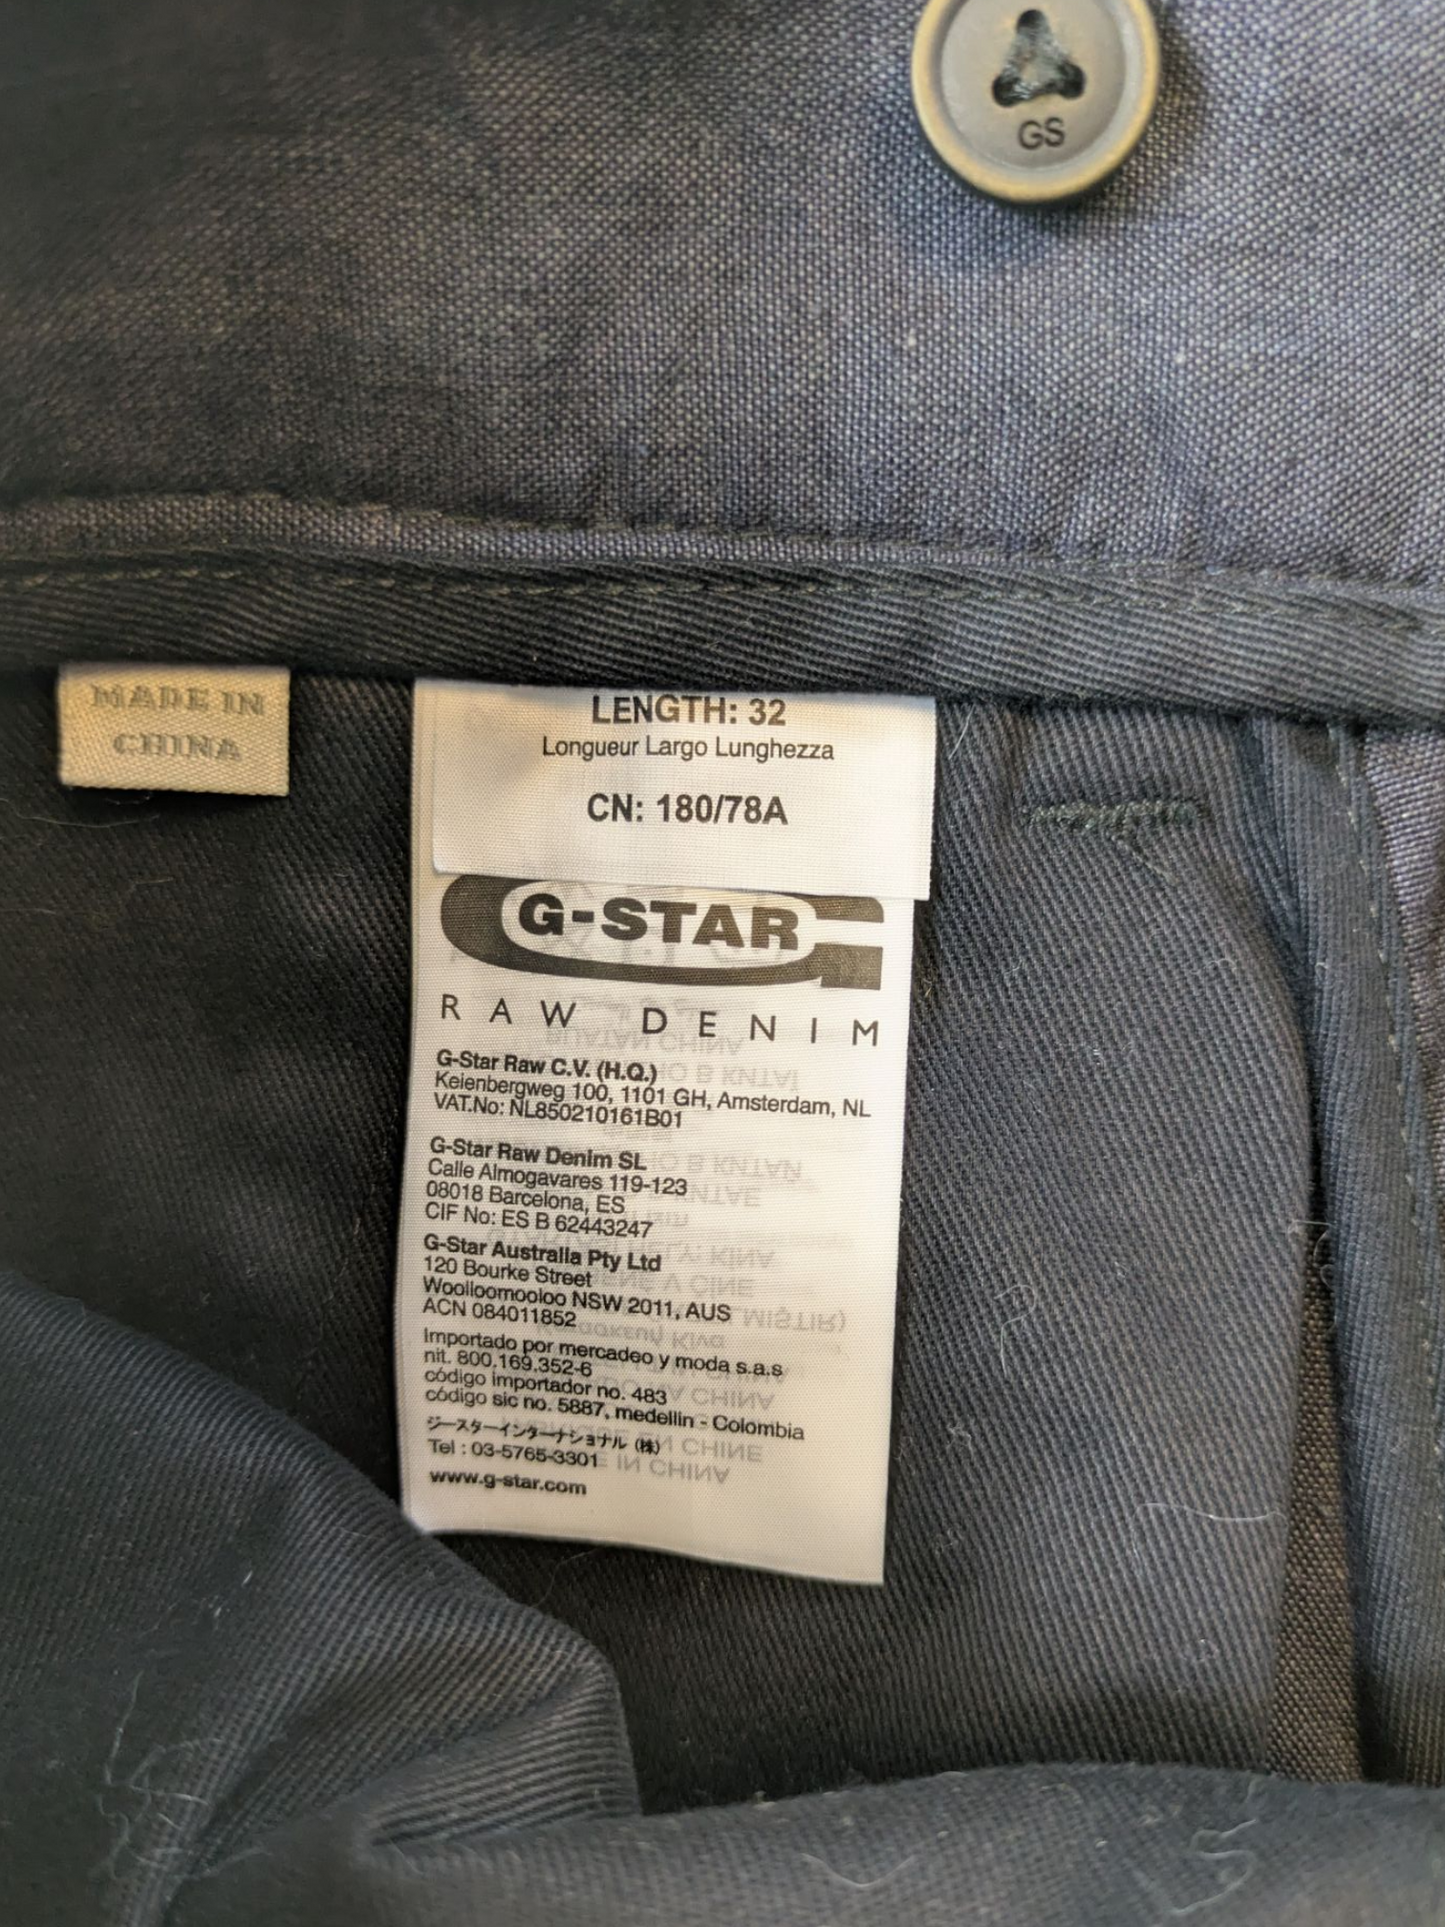 GS
MADE IN
CHINA
LENGTH: 32
Longueur Largo Lunghezza
CN: 180/78A
G-STAR
RAW DENIM
G-Star Raw C.V. (H.Q.)
Keienbergweg 100, 1101 GH, Amsterdam, NL
VAT.No: NL850210161B01
G-Star Raw Denim SL
Calle Almogavares 119-123
08018 Barcelona, ES
CIF No: ES B 62443247
G-Star Australia Pty Ltd
120 Bourke Street
Woolloomooloo NSW 2011, AUS
ACN 084011852
Importado por mercadeo y moda s.a.s
nit. 800.169.352-6
código importador no. 483
código sic no. 5887, medellin - Colombia
ジースターインターナショナル (株)
Tel : 03-5765-3301
www.g-star.com